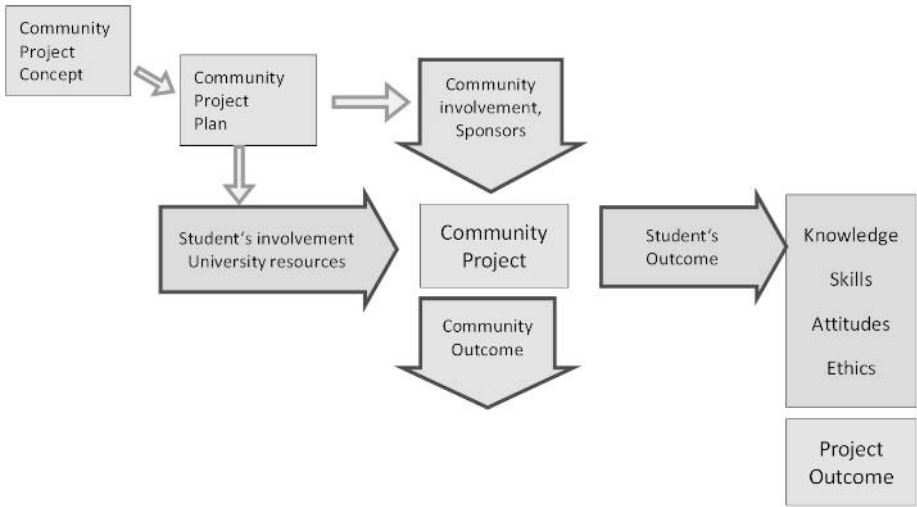 Community
Project
Concept
Community
Project
Plan
Community
involvement,
Sponsors
Student‘s involvement
University resources
Community
Project
Student‘s
Outcome
Knowledge
Skills
Attitudes
Ethics
Community
Outcome
Project
Outcome